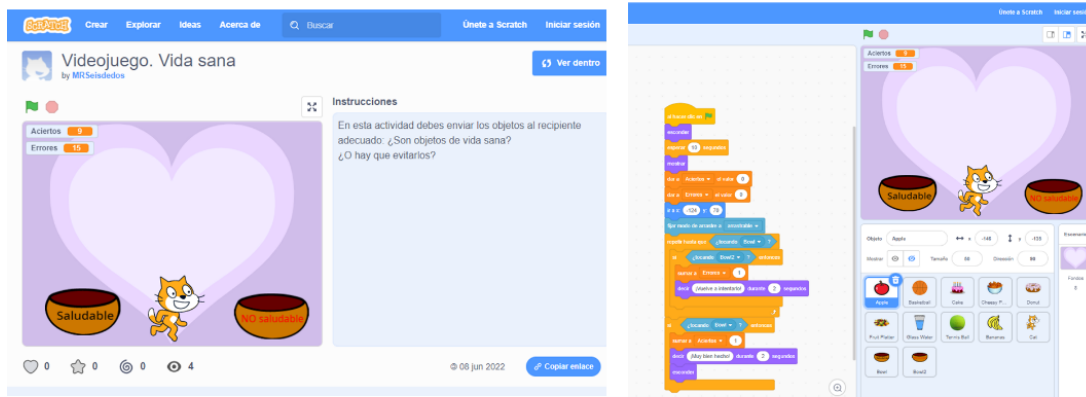 SCRATCH Crear Explorar Ideas Acerca de Buscar Únete a Scratch Iniciar sesión
Videojuego. Vida sana
by MRSeisdedos
Ver dentro
Instrucciones
En esta actividad debes enviar los objetos al recipiente
adecuado: ¿Son objetos de vida sana?
¿O hay que evitarlos?
Aciertos 9
Errores 15
Saludable
NO saludable
0 0 0 4
© 08 jun 2022
Copiar enlace
Únete a Scratch Iniciar sesión
al hacer clic en
esconder
esperar 10 segundos
mostrar
dar a Aciertos el valor 0
dar a Errores el valor 0
ir a x: -124 y: 78
fijar modo de arrastre a arrastrable
repetir hasta que ¿tocando Bowl ?
si ¿tocando Bowl2 ? entonces
sumar a Errores 1
decir ¡Vuelve a intentarlo! durante 2 segundos
si ¿tocando Bowl ? entonces
sumar a Aciertos 1
decir ¡Muy bien hecho! durante 2 segundos
esconder
Aciertos 9
Errores 15
Saludable
NO saludable
Objeto Apple x -145 y -133
Mostrar Tamaño Dirección
Escenario
Apple Basketball Cake Cheesy P... Donut
Fruit Platter Glass Water Tennis Ball Bananas Cat
Bowl Bowl2